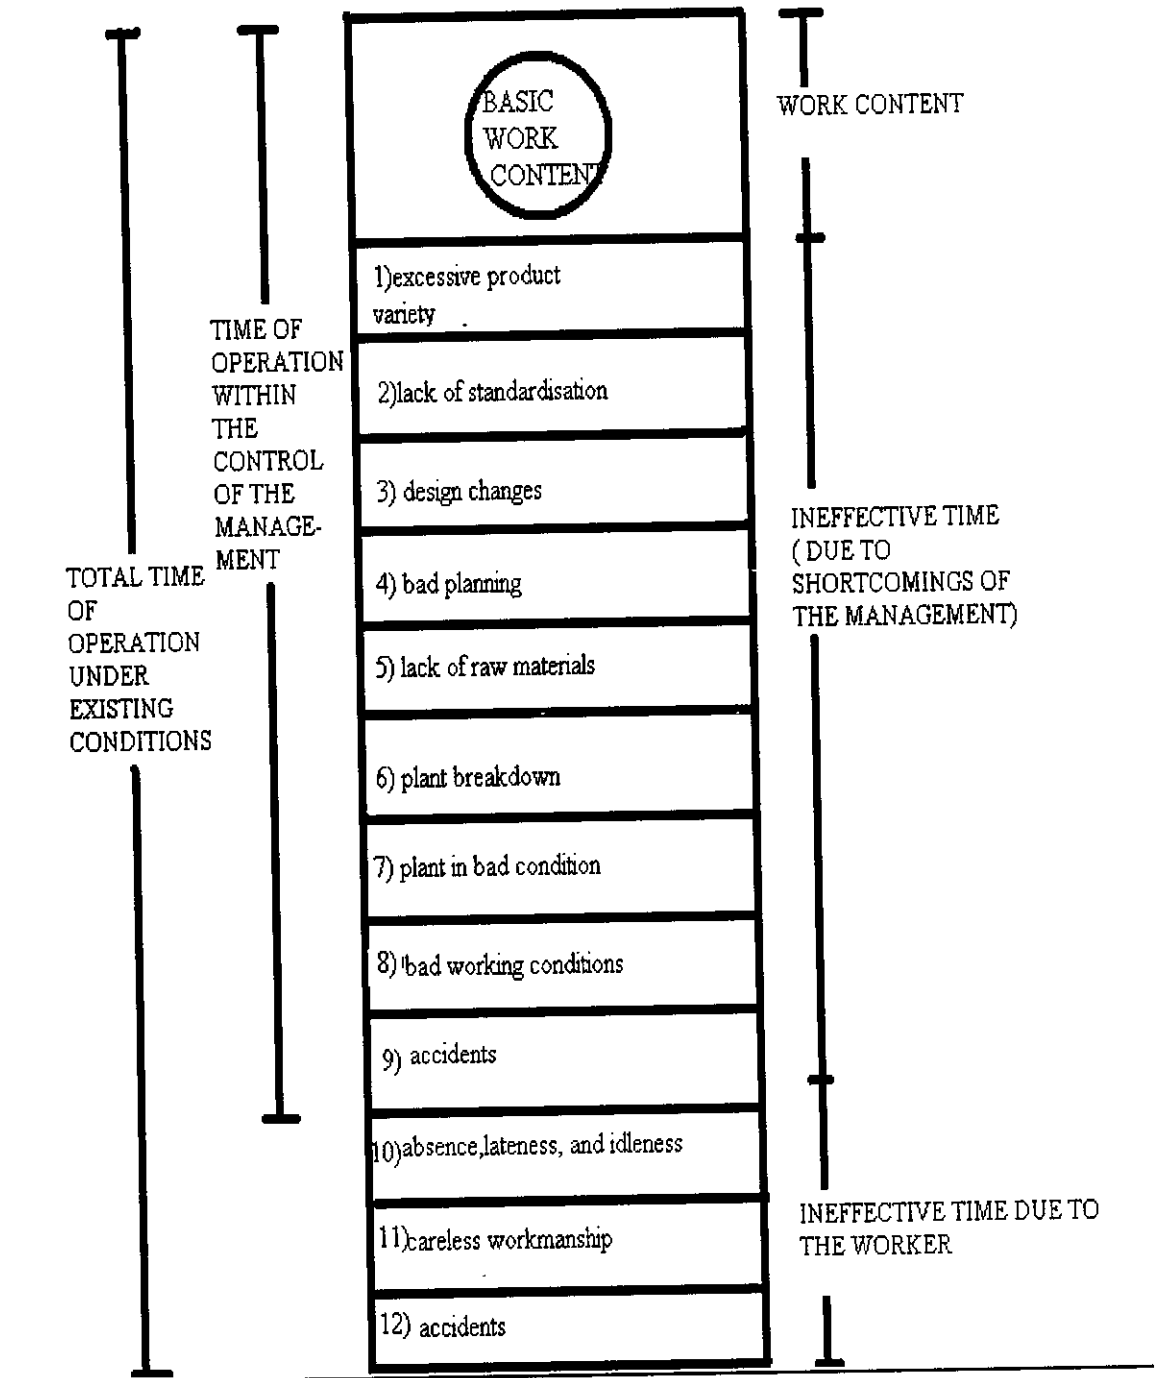 BASIC
WORK
CONTENT
WORK CONTENT
1)excessive product
variety
TIME OF
OPERATION
WITHIN
THE
CONTROL
OF THE
MANAGE-
MENT
2)lack of standardisation
3) design changes
INEFFECTIVE TIME
( DUE TO
SHORTCOMINGS OF
THE MANAGEMENT)
TOTAL TIME
OF
OPERATION
UNDER
EXISTING
CONDITIONS
4) bad planning
5) lack of raw materials
6) plant breakdown
7) plant in bad condition
8) bad working conditions
9) accidents
10)absence,lateness, and idleness
11)careless workmanship
12) accidents
INEFFECTIVE TIME DUE TO
THE WORKER